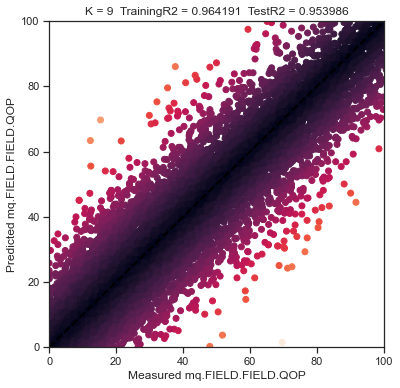 K = 9 TrainingR2 = 0.964191 TestR2 = 0.953986
100
80
60
40
20
0
Predicted mq.FIELD.FIELD.QOP
0 20 40 60 80 100
Measured mq.FIELD.FIELD.QOP